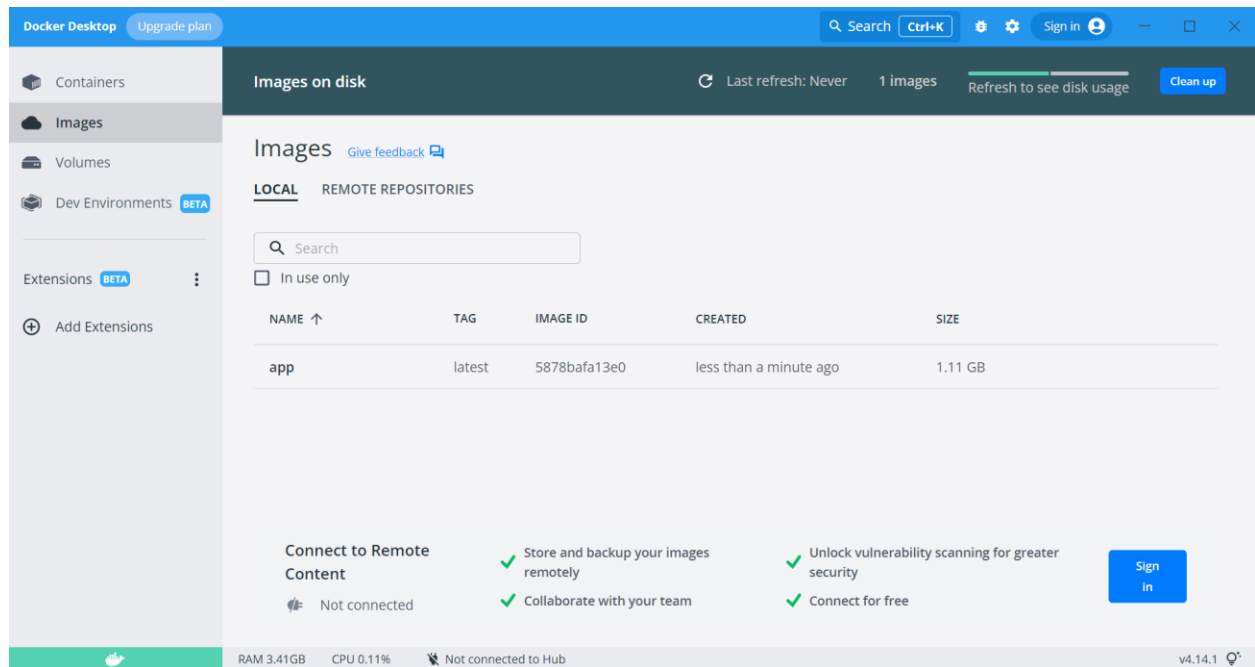 Docker Desktop Upgrade plan Search Ctrl+K Sign in
Containers
Images
Volumes
Dev Environments BETA
Extensions BETA
Add Extensions
Images on disk Last refresh: Never 1 images Refresh to see disk usage Clean up
Images Give feedback
LOCAL REMOTE REPOSITORIES
Search
In use only
NAME TAG IMAGE ID CREATED SIZE
app latest 5878bafa13e0 less than a minute ago 1.11 GB
Connect to Remote
Content
Not connected
Store and backup your images
remotely
Collaborate with your team
Unlock vulnerability scanning for greater
security
Connect for free
Sign
in
RAM 3.41GB CPU 0.11% Not connected to Hub v4.14.1